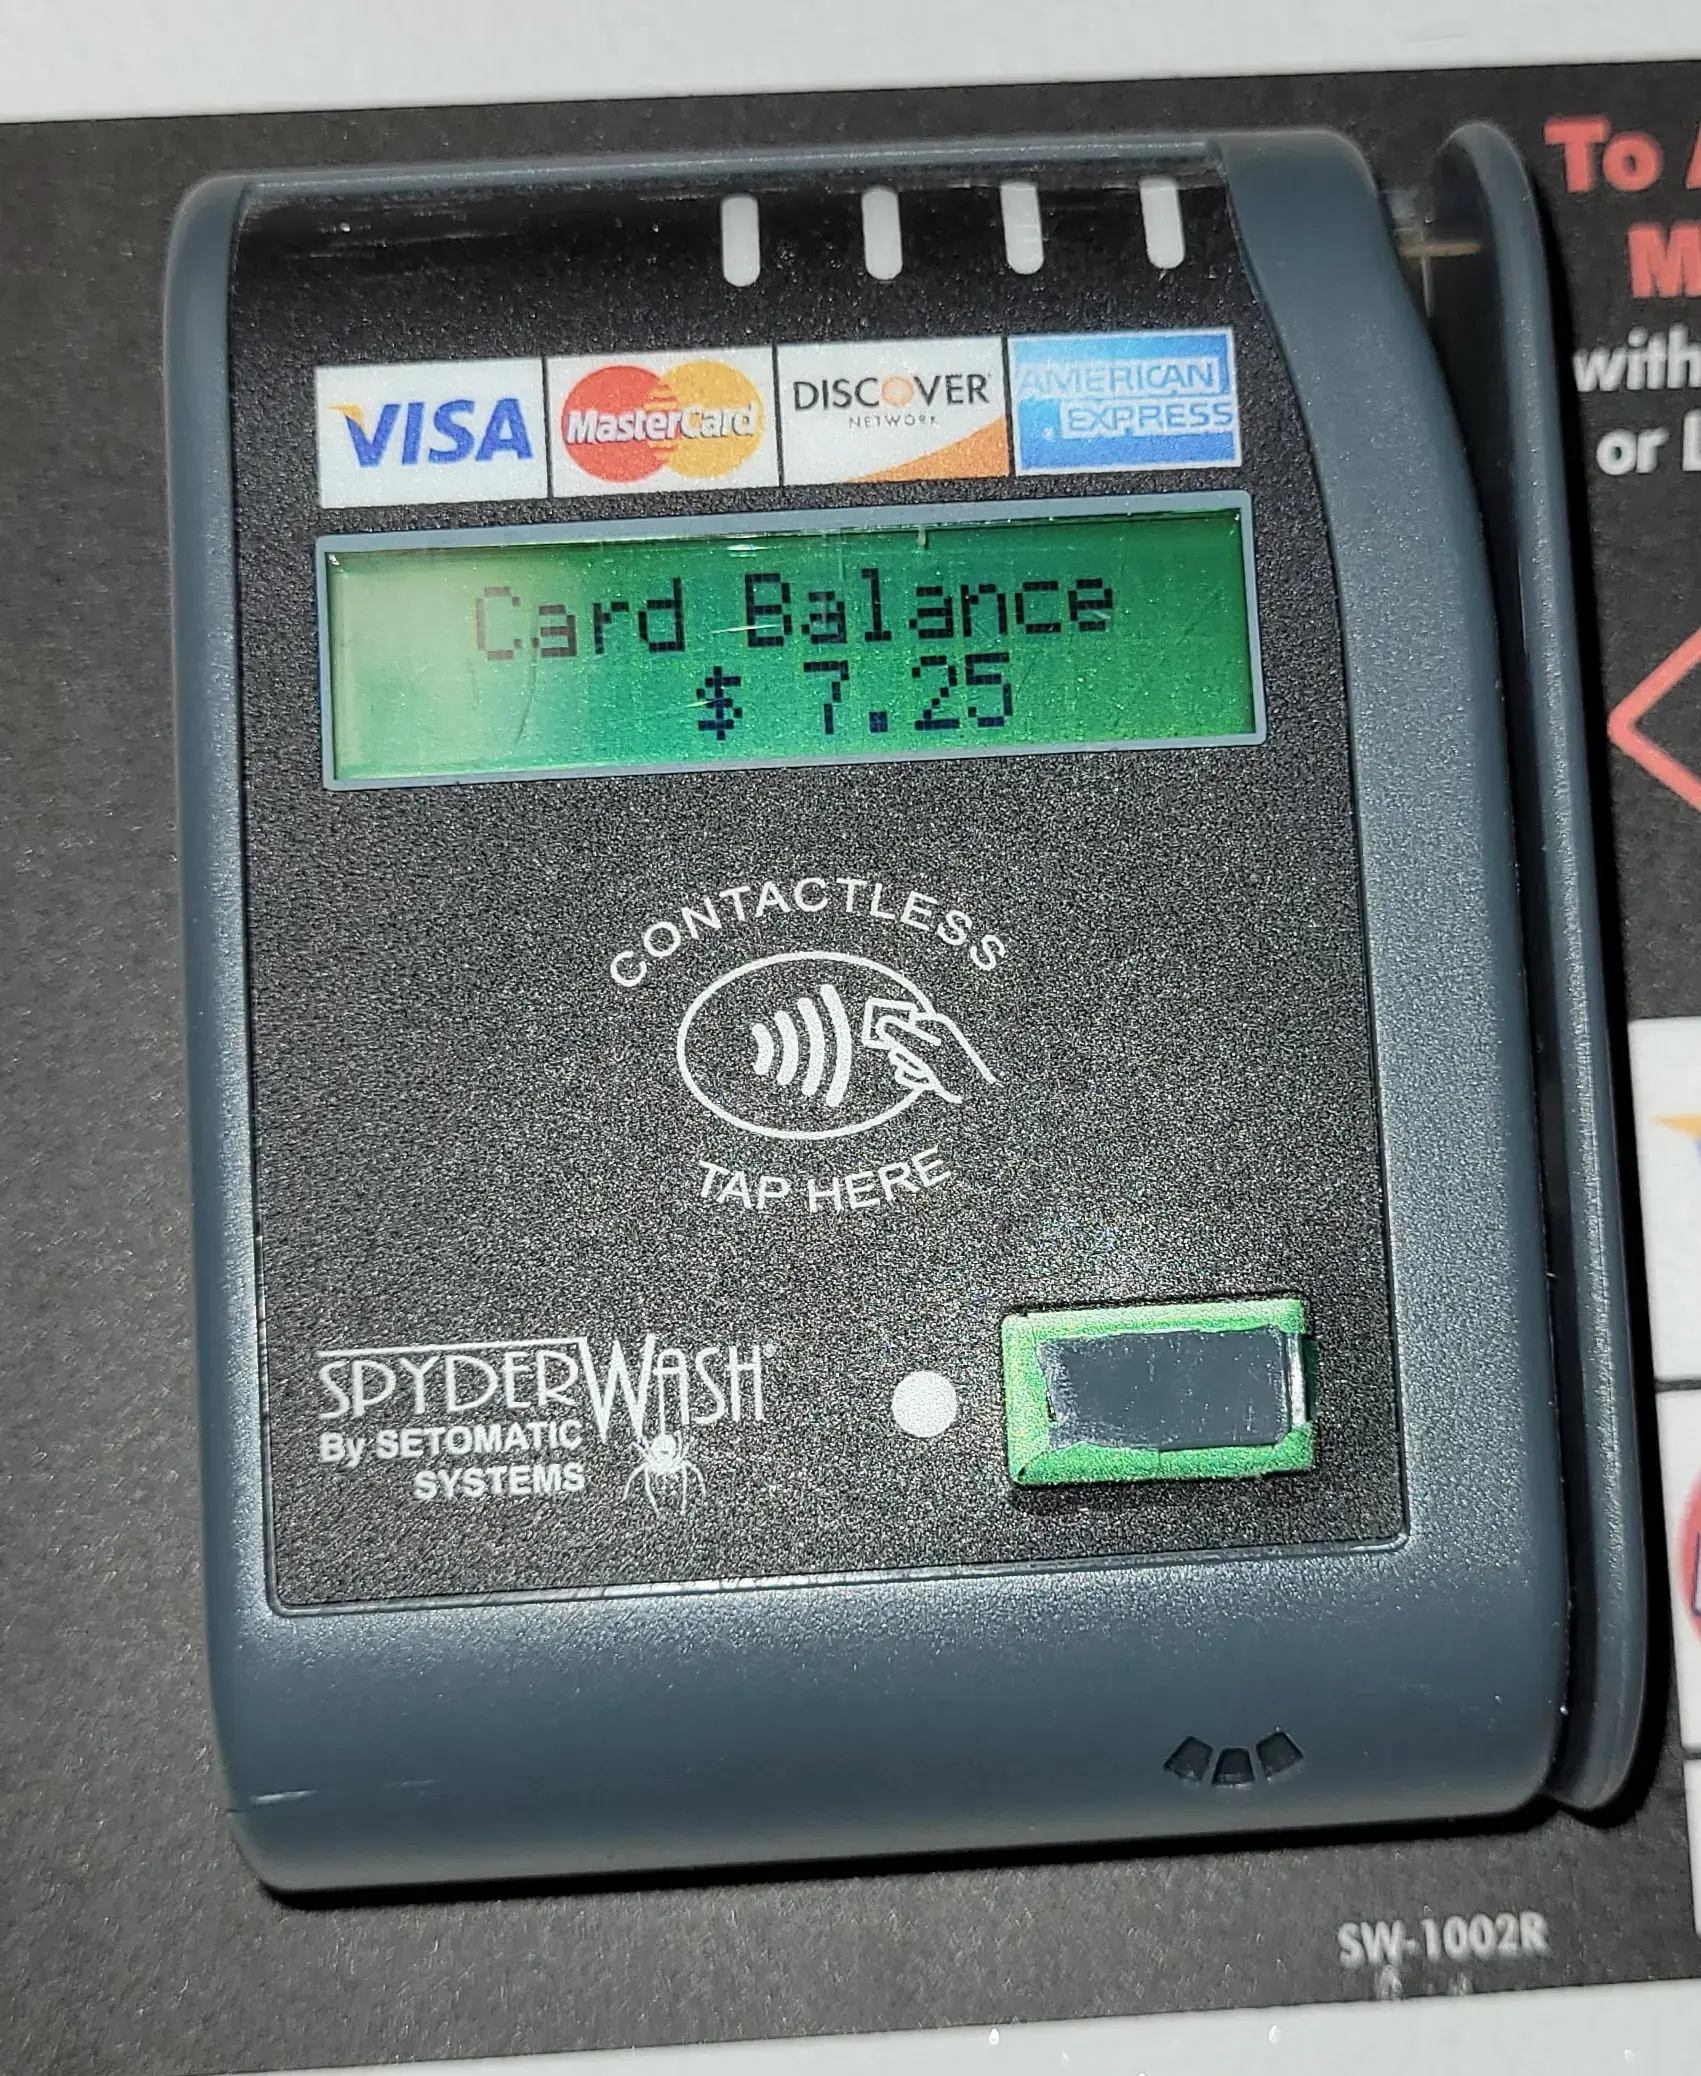 To
M
with
or
VISA
MasterCard
DISCOVER
NETWORK
AMERICAN
EXPRESS
Card Balance
$ 7.25
CONTACTLESS
TAP HERE
SPYDERWASH®
By SETOMATIC
SYSTEMS
SW-1002R